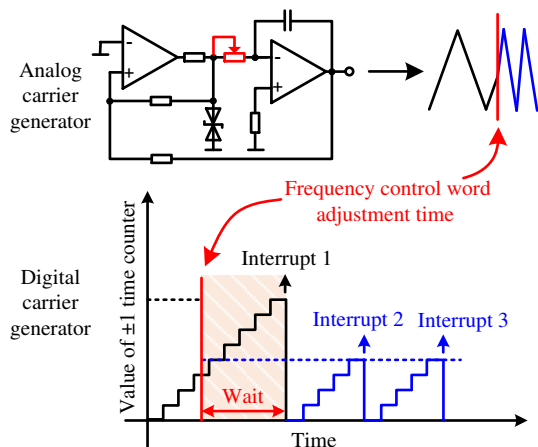 Analog
carrier
generator
-
+
-
+
Frequency control word
adjustment time
Digital
carrier
generator
Value of ±1 time counter
Interrupt 1
Interrupt 2
Interrupt 3
Wait
Time